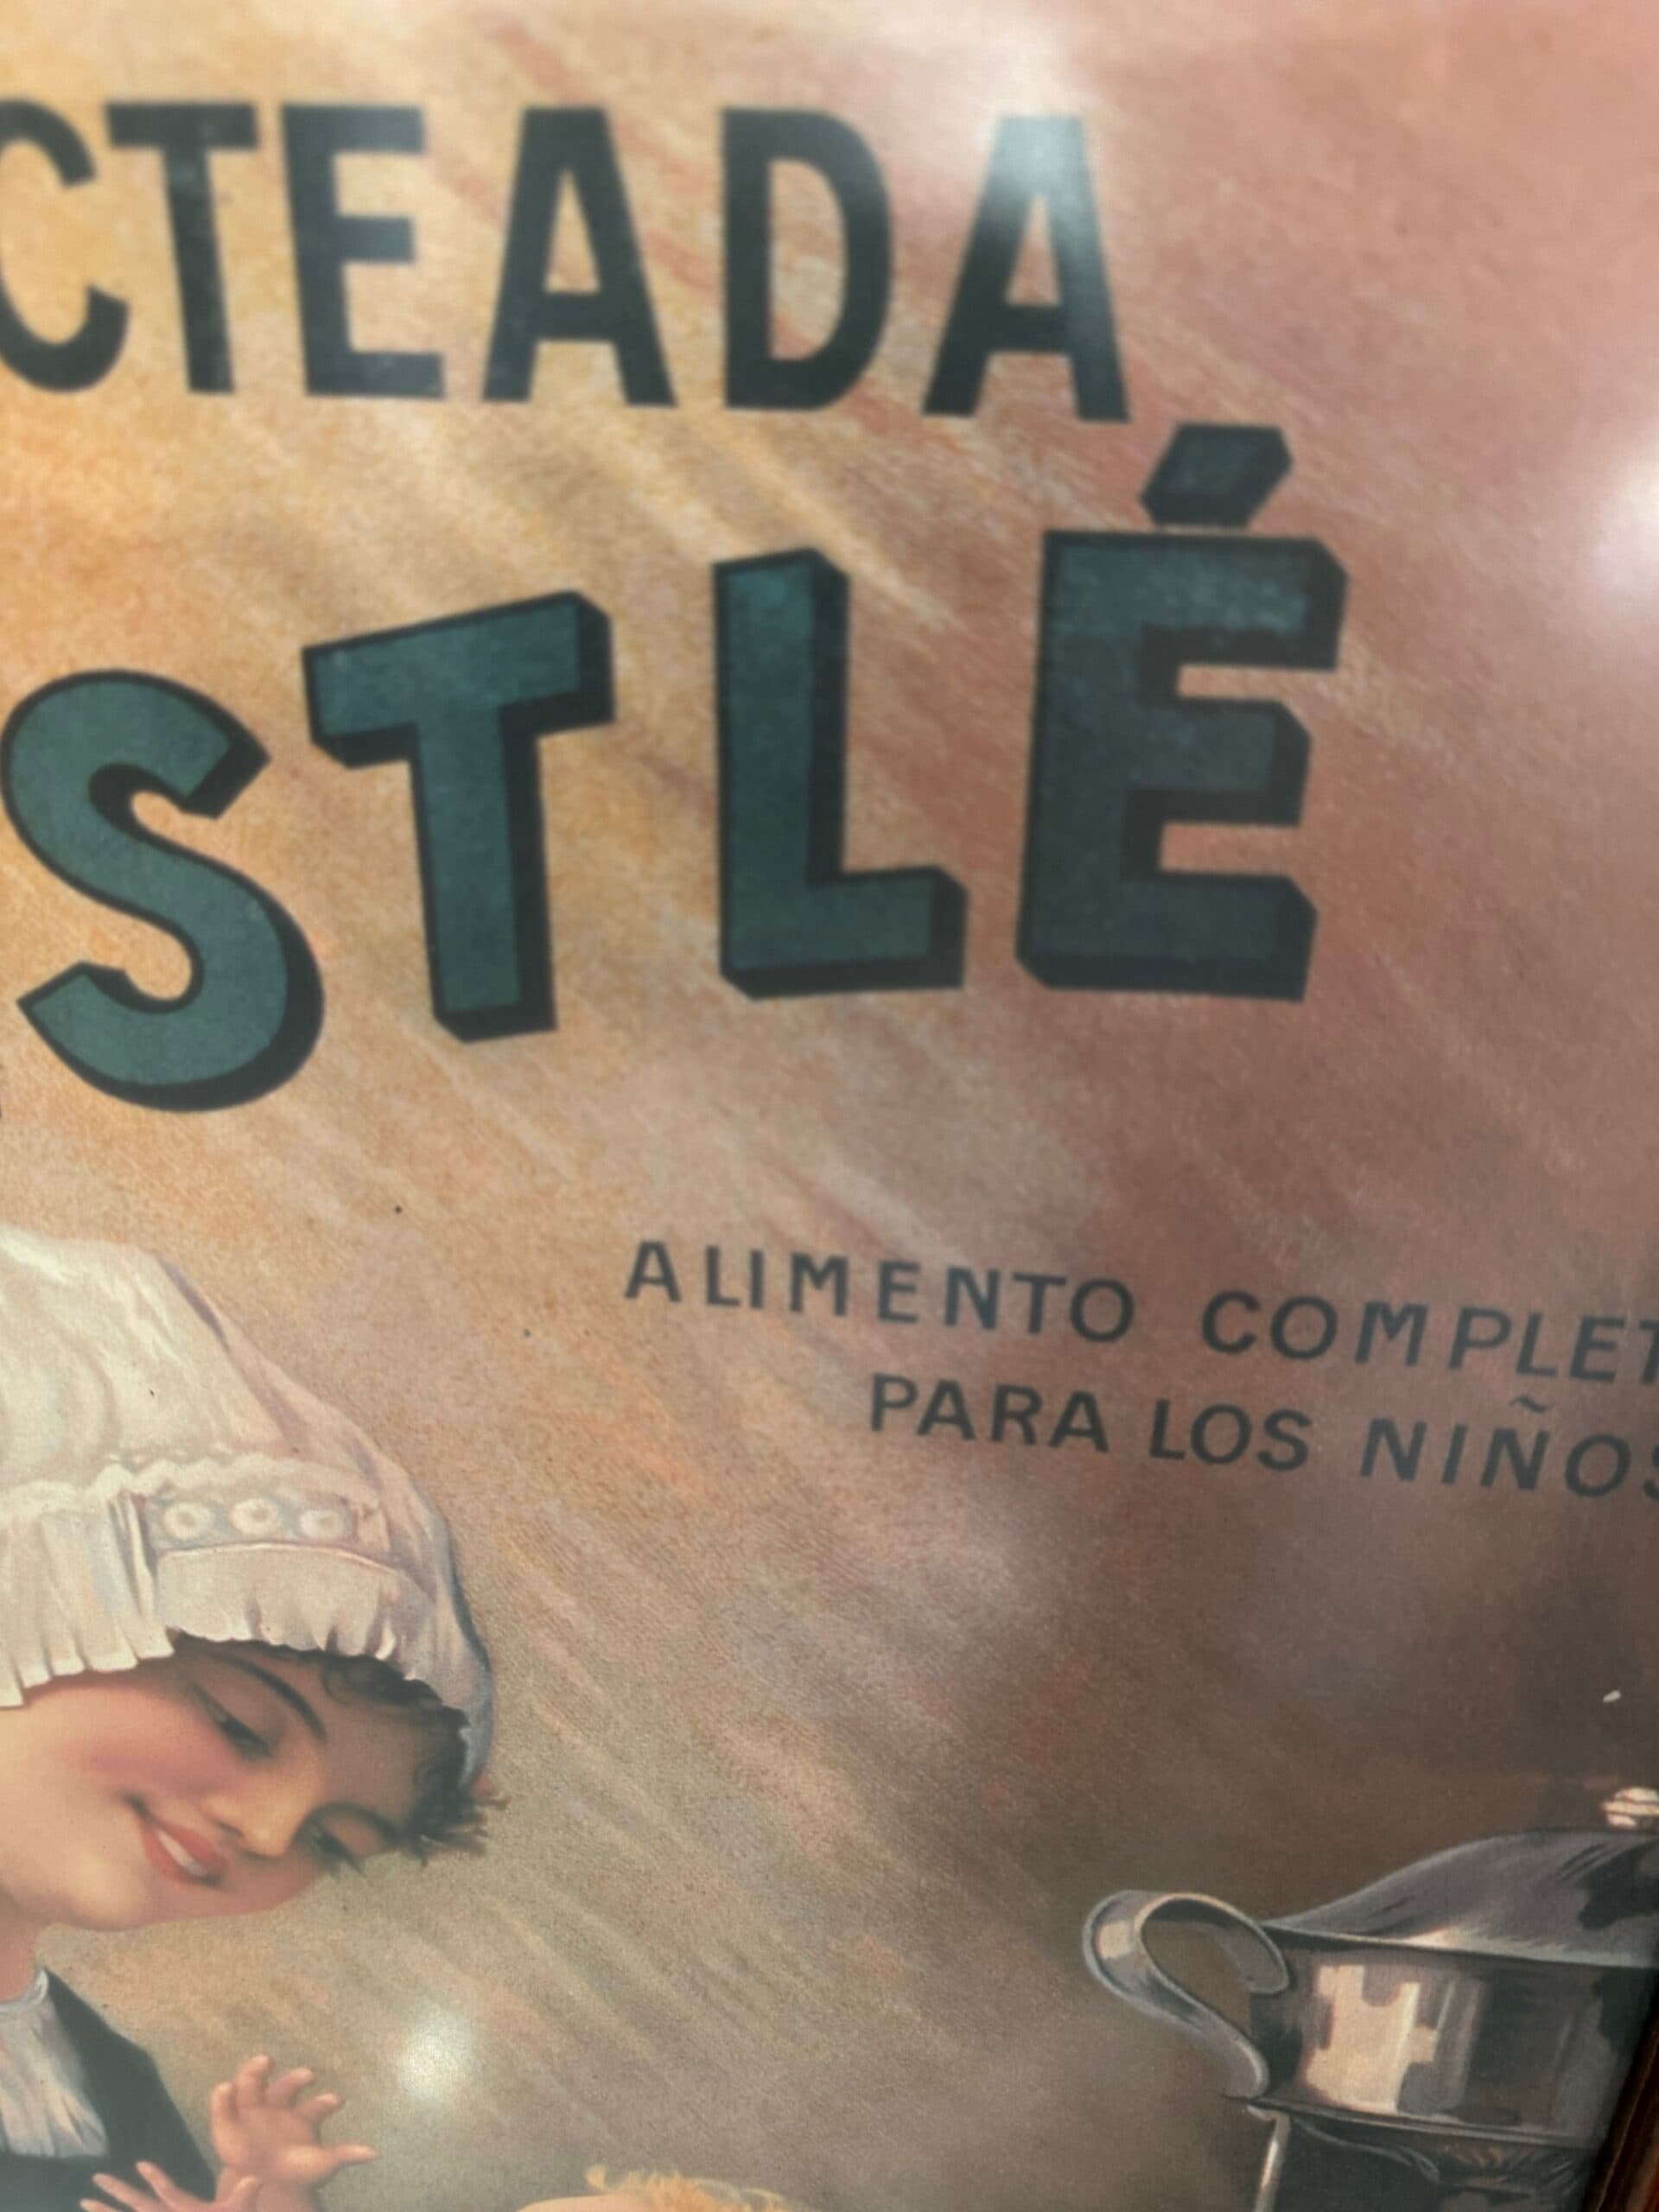 CTEADA
STLÉ
ALIMENTO COMPLET
PARA LOS NIÑOS